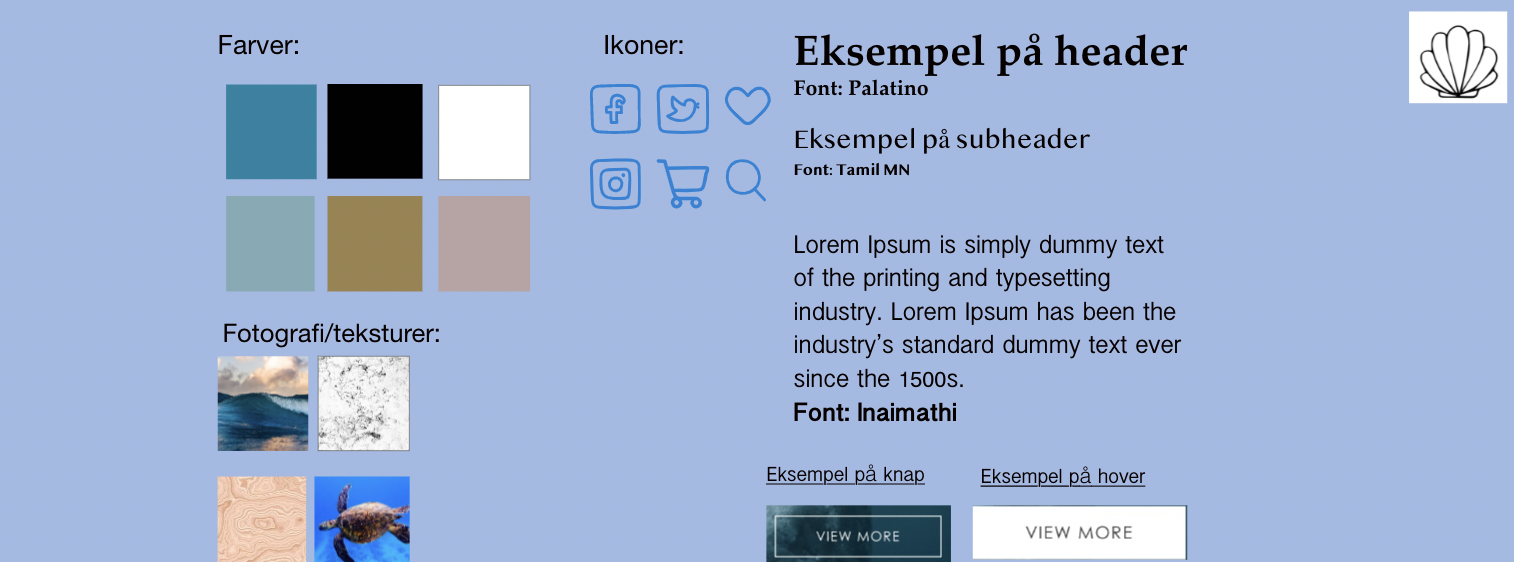 Farver:
Ikoner:
Eksempel på header
Font: Palatino
Eksempel på subheader
Font: Tamil MN
Lorem Ipsum is simply dummy text
of the printing and typesetting
industry. Lorem Ipsum has been the
industry’s standard dummy text ever
since the 1500s.
Font: Inaimathi
Fotografi/teksturer:
Eksempel på knap
Eksempel på hover
VIEW MORE
VIEW MORE